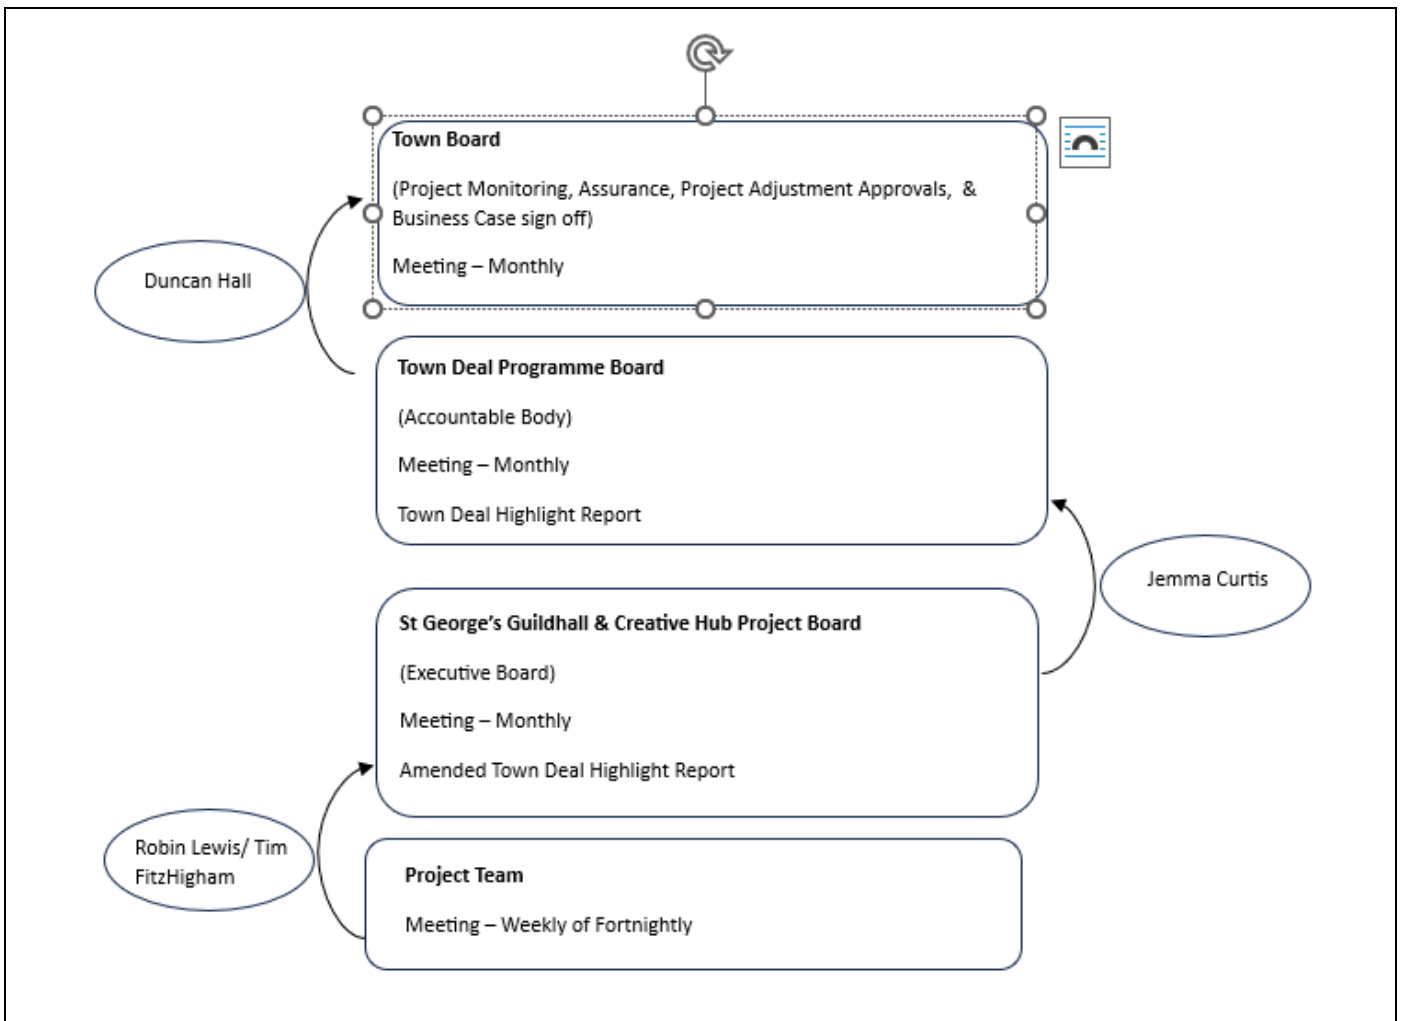 Town Board
(Project Monitoring, Assurance, Project Adjustment Approvals,  &
Business Case sign off)
Meeting – Monthly
Duncan Hall
Town Deal Programme Board
(Accountable Body)
Meeting – Monthly
Town Deal Highlight Report
Jemma Curtis
St George’s Guildhall & Creative Hub Project Board
(Executive Board)
Meeting – Monthly
Amended Town Deal Highlight Report
Robin Lewis/ Tim
FitzHigham
Project Team
Meeting – Weekly of Fortnightly